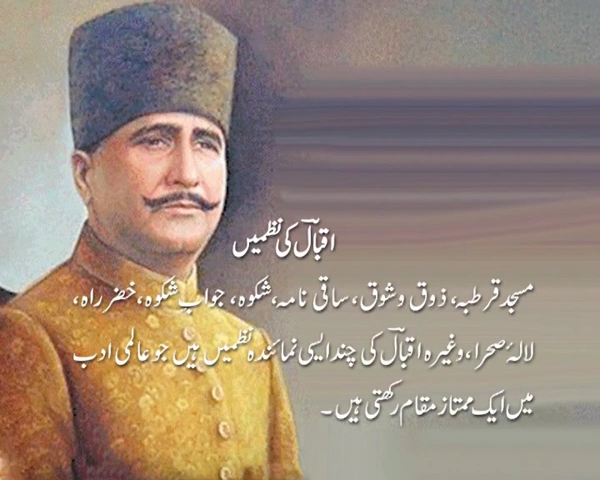 اقبالؔ کی نظمیں
مسجد قرطبہ، ذوق و شوق، ساقی نامہ، شکوہ، جواب شکوہ، خضر راہ،
لالۂ صحرا، وغیرہ اقبالؔ کی چند ایسی نمائندہ نظمیں ہیں جو عالمی ادب
میں ایک ممتاز مقام رکھتی ہیں۔